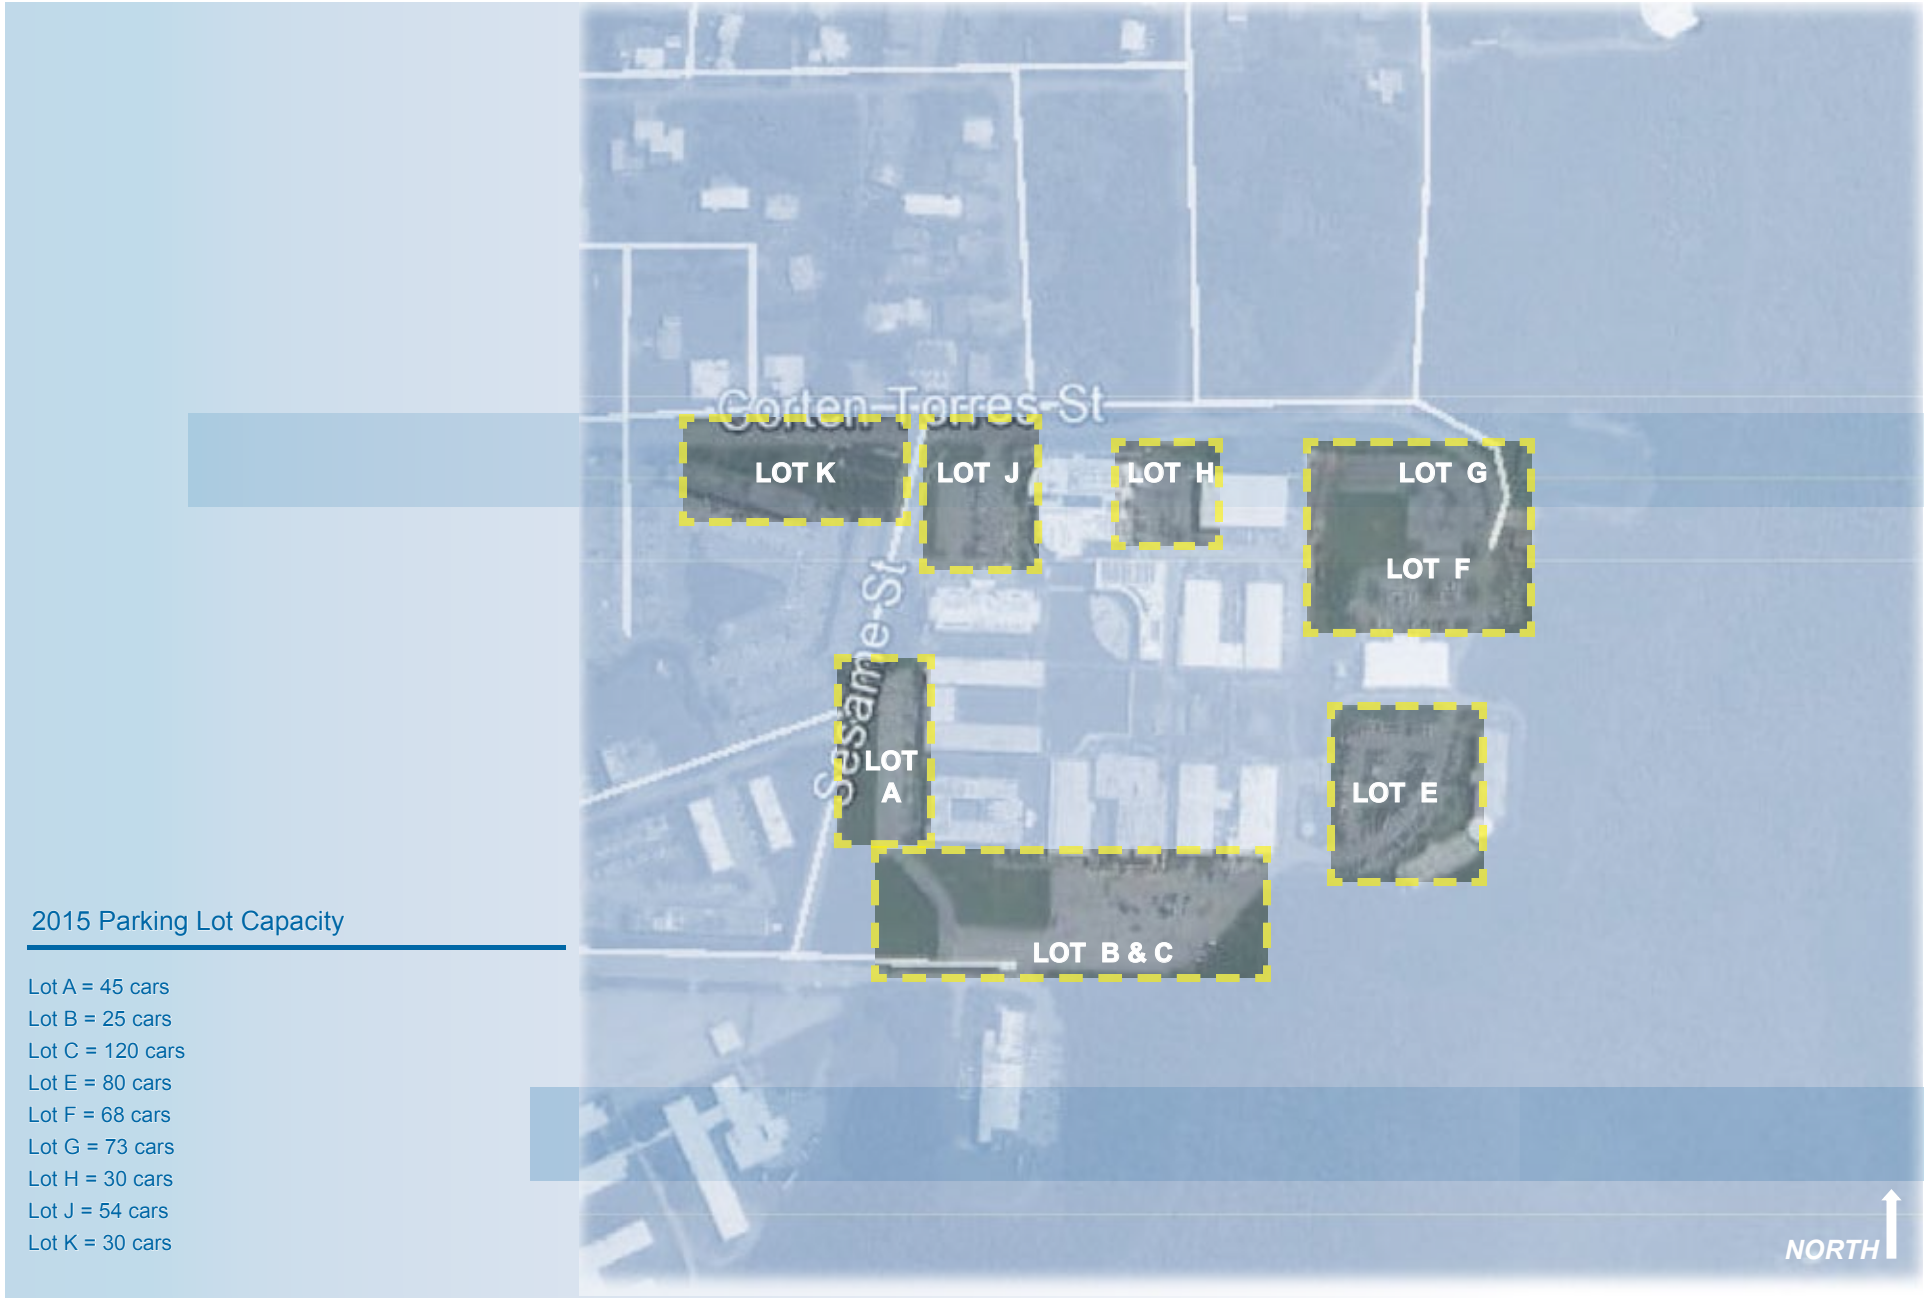 Corten Torres St
LOT K
LOT J
LOT H
LOT G
LOT F
Sesame St
LOT
A
LOT E
LOT B & C
2015 Parking Lot Capacity
Lot A = 45 cars
Lot B = 25 cars
Lot C = 120 cars
Lot E = 80 cars
Lot F = 68 cars
Lot G = 73 cars
Lot H = 30 cars
Lot J = 54 cars
Lot K = 30 cars
NORTH